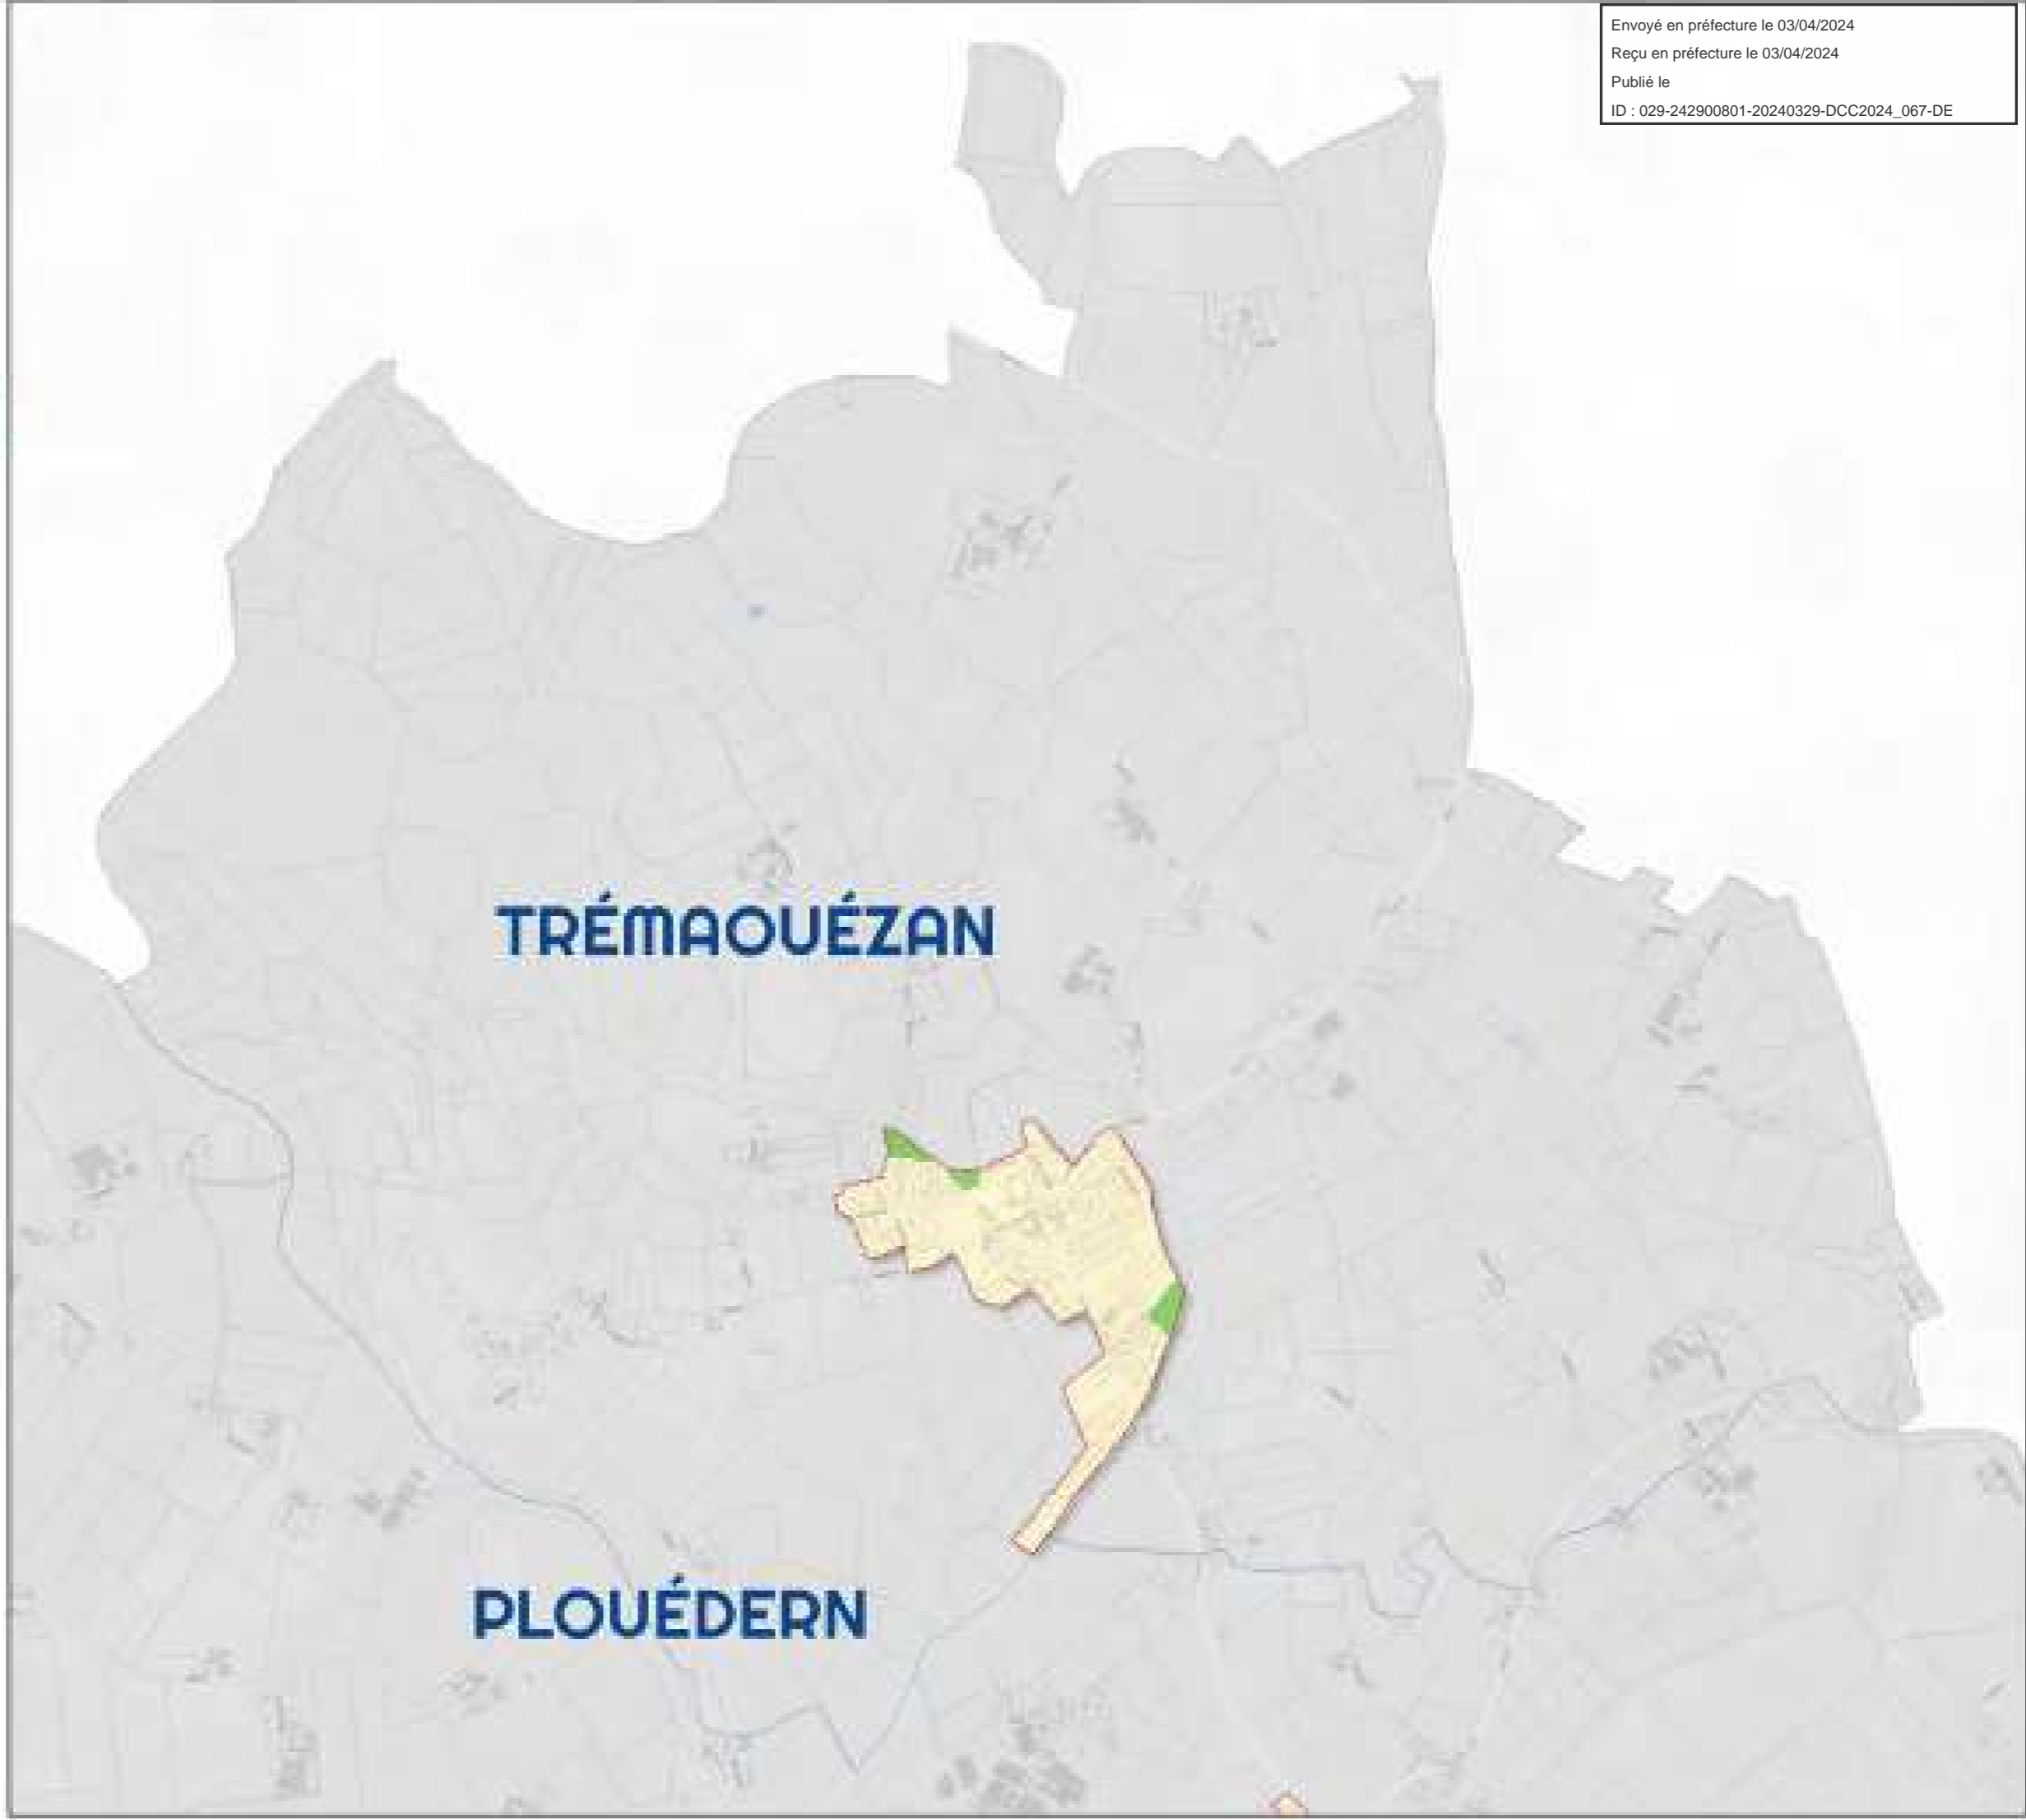 Envoyé en préfecture le 03/04/2024
Reçu en préfecture le 03/04/2024
Publié le
ID : 029-242900801-20240329-DCC2024_067-DE
TRÉMAOUÉZAN
PLOUÉDERN